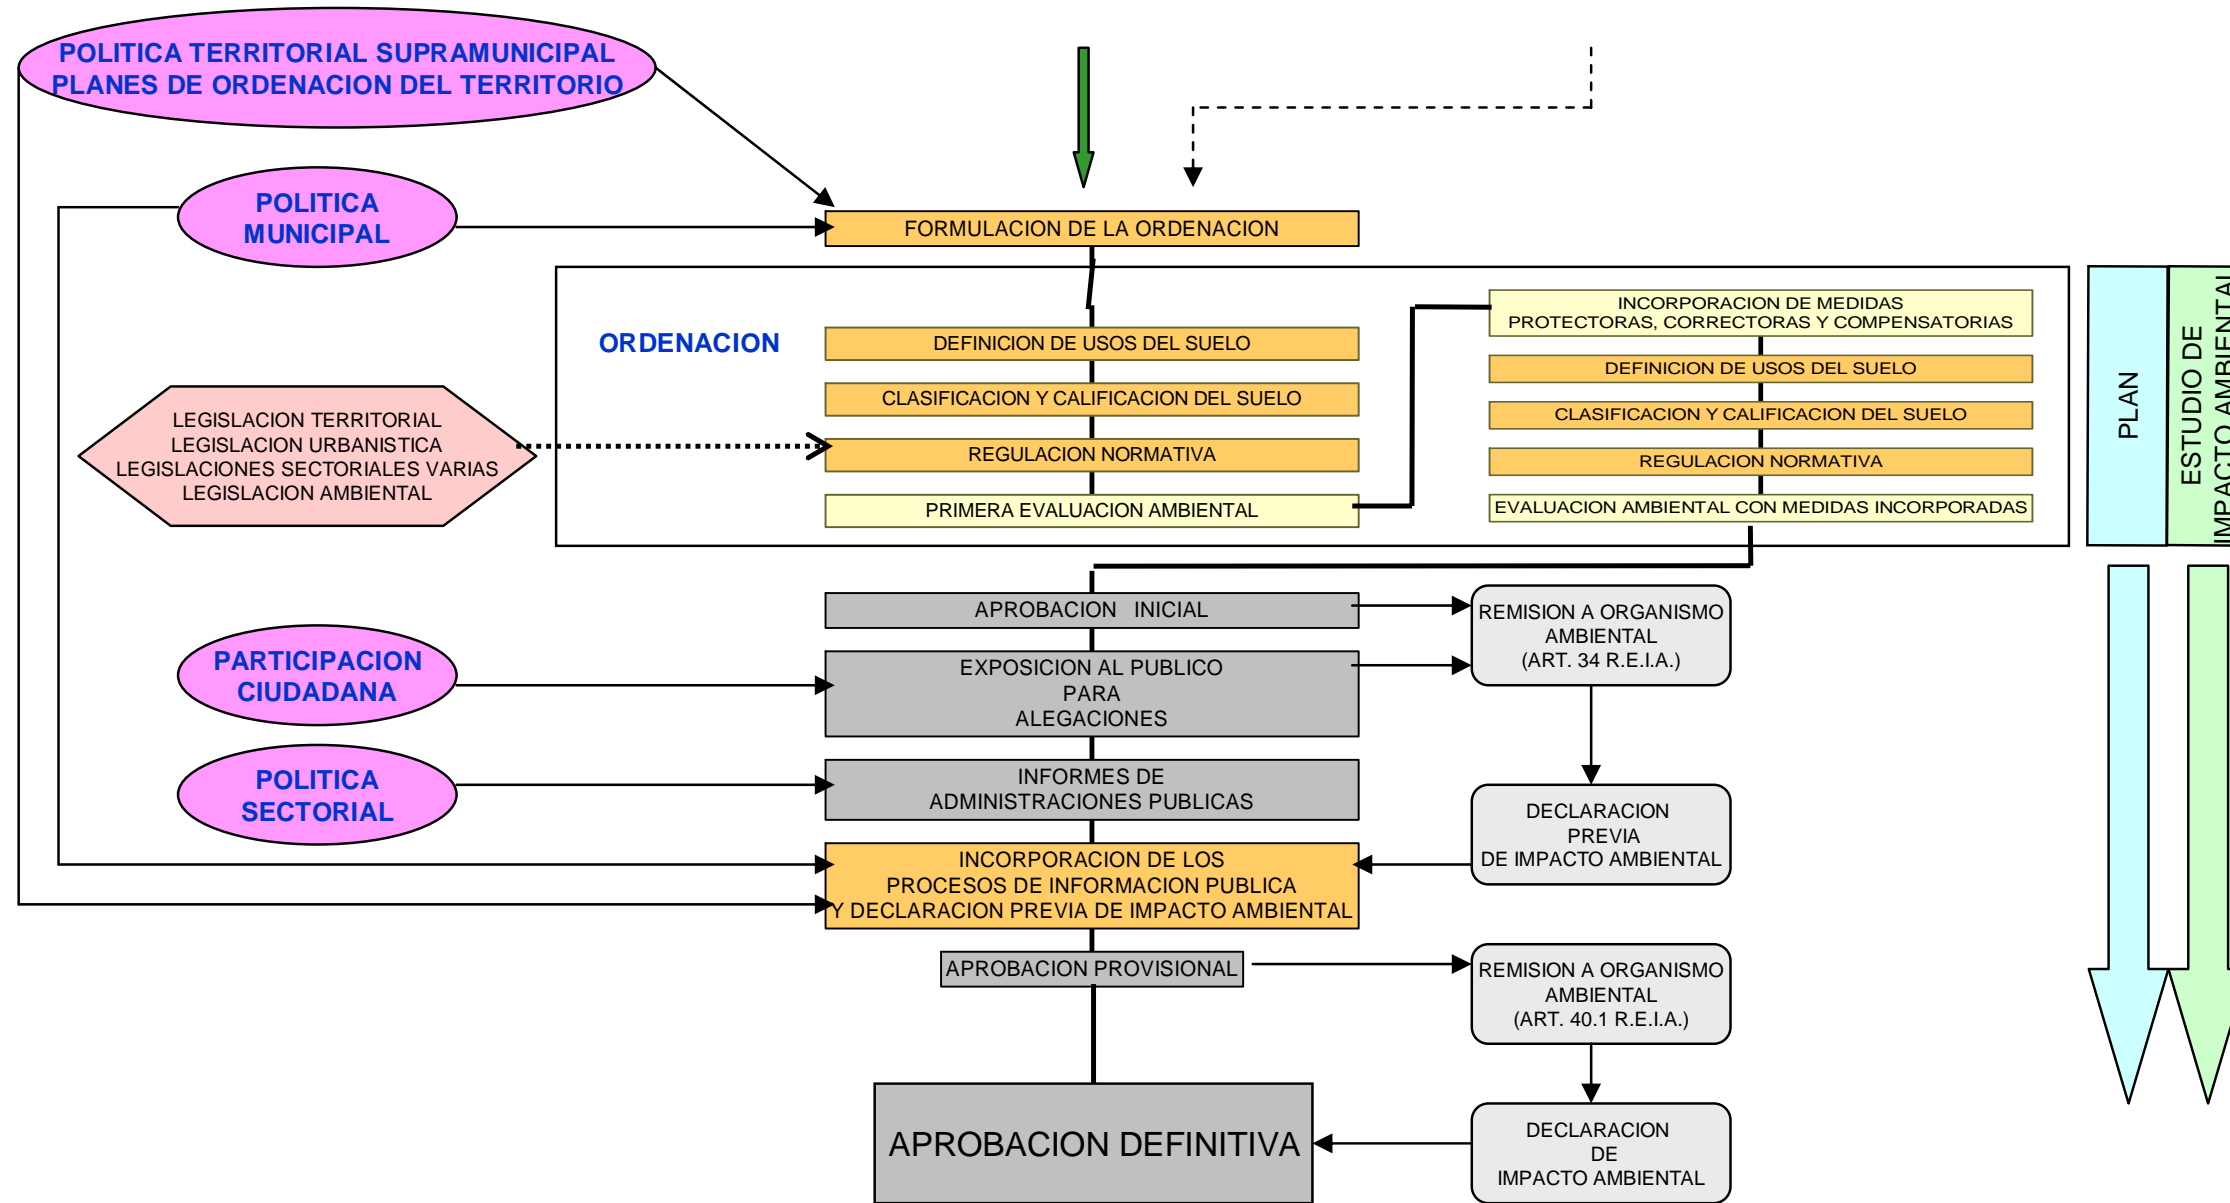 POLITICA TERRITORIAL SUPRAMUNICIPAL
PLANES DE ORDENACION DEL TERRITORIO
POLITICA
MUNICIPAL
FORMULACION DE LA ORDENACION
ORDENACION
DEFINICION DE USOS DEL SUELO
CLASIFICACION Y CALIFICACION DEL SUELO
REGULACION NORMATIVA
PRIMERA EVALUACION AMBIENTAL
INCORPORACION DE MEDIDAS
PROTECTORAS, CORRECTORAS Y COMPENSATORIAS
DEFINICION DE USOS DEL SUELO
CLASIFICACION Y CALIFICACION DEL SUELO
REGULACION NORMATIVA
EVALUACION AMBIENTAL CON MEDIDAS INCORPORADAS
PLAN
ESTUDIO DE
IMPACTO AMBIENTAL
LEGISLACION TERRITORIAL
LEGISLACION URBANISTICA
LEGISLACIONES SECTORIALES VARIAS
LEGISLACION AMBIENTAL
APROBACION INICIAL
REMISION A ORGANISMO
AMBIENTAL
(ART. 34 R.E.I.A.)
PARTICIPACION
CIUDADANA
EXPOSICION AL PUBLICO
PARA
ALEGACIONES
POLITICA
SECTORIAL
INFORMES DE
ADMINISTRACIONES PUBLICAS
DECLARACION
PREVIA
DE IMPACTO AMBIENTAL
INCORPORACION DE LOS
PROCESOS DE INFORMACION PUBLICA
Y DECLARACION PREVIA DE IMPACTO AMBIENTAL
APROBACION PROVISIONAL
REMISION A ORGANISMO
AMBIENTAL
(ART. 40.1 R.E.I.A.)
APROBACION DEFINITIVA
DECLARACION
DE
IMPACTO AMBIENTAL